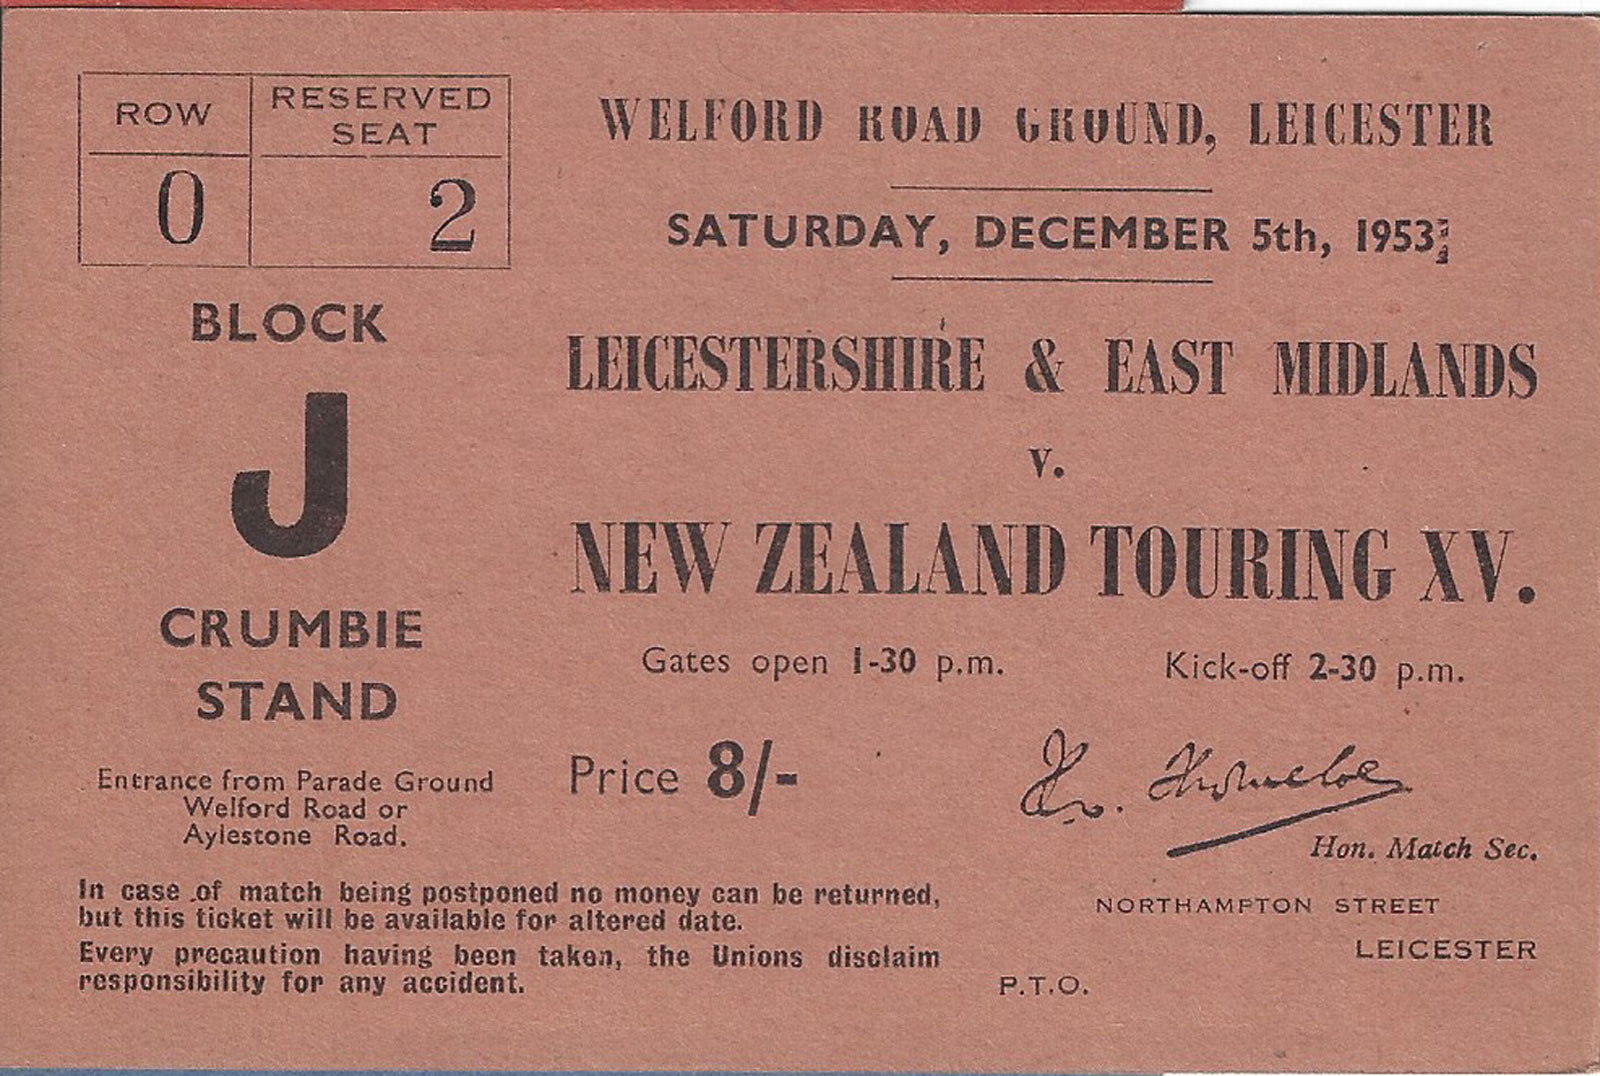 ROW
RESERVED
SEAT
O
2
BLOCK
J
CRUMBIE
STAND
Entrance from Parade Ground
Welford Road or
Aylestone Road.
WELFORD ROAD GROUND, LEICESTER
SATURDAY, DECEMBER 5th, 1953
LEICESTERSHIRE & EAST MIDLANDS
v.
NEW ZEALAND TOURING XV.
Gates open 1-30 p.m.
Kick-off 2-30 p.m.
Price 8/-
Hon. Match Sec.
NORTHAMPTON STREET
LEICESTER
In case of match being postponed no money can be returned,
but this ticket will be available for altered date.
Every precaution having been taken, the Unions disclaim
responsibility for any accident.
P.T.O.